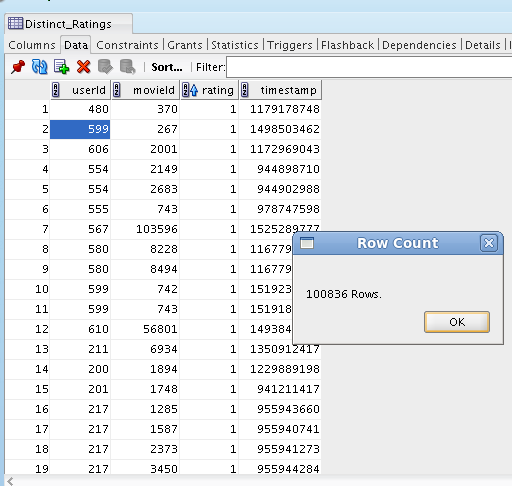 Distinct_Ratings
Columns Data Constraints Grants Statistics Triggers Flashback Dependencies Details
Sort... Filter:
userId movieId rating timestamp
1 480 370 1 1179178748
2 599 267 1 1498503462
3 606 2001 1 1172969043
4 554 2149 1 944898710
5 554 2683 1 944902988
6 555 743 1 978747598
7 567 103596 1 1525289777
8 580 8228 1 116779
9 580 8494 1 116779
10 599 742 1 151923
11 599 743 1 151918
12 610 56801 1 149384
13 211 6934 1 1350912417
14 200 1894 1 1229889198
15 201 1748 1 941211417
16 217 1285 1 955943660
17 217 1587 1 955940741
18 217 2373 1 955941273
19 217 3450 1 955944284
Row Count
100836 Rows.
OK